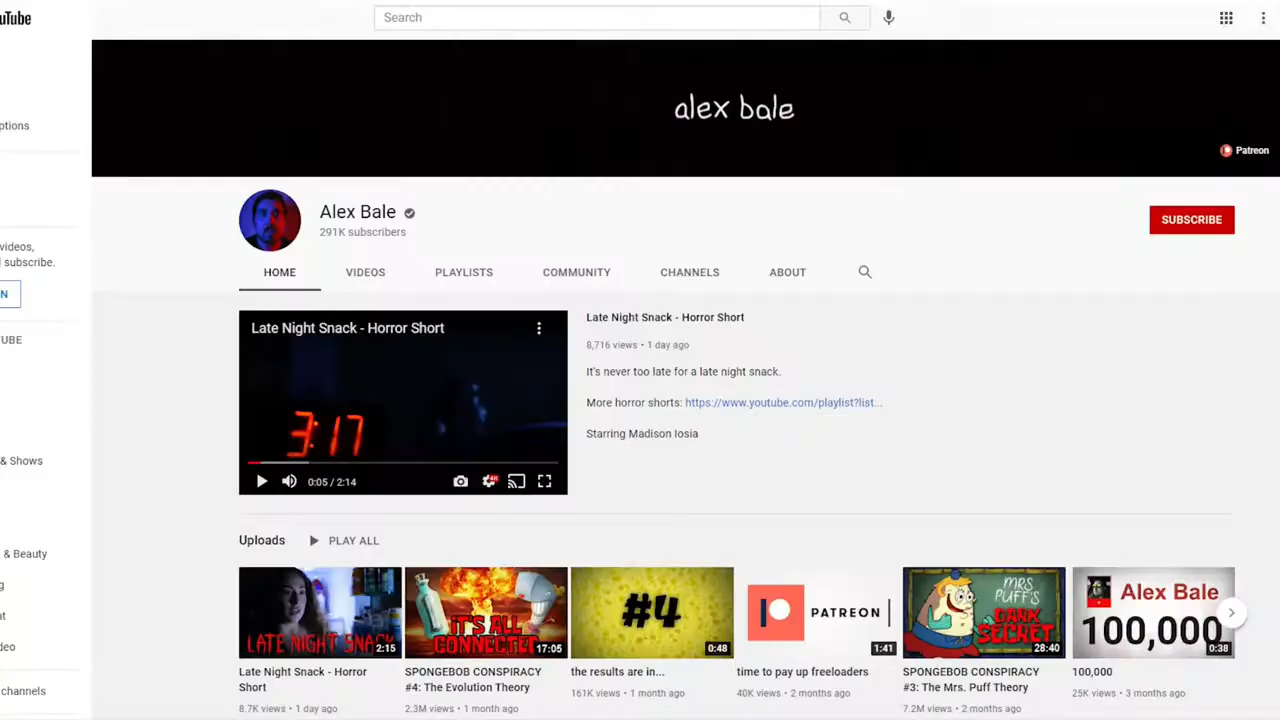 uTube
Search
ptions
videos,
subscribe.
N
UBE
& Shows
& Beauty
g
nt
deo
channels
alex bale
Patreon
Alex Bale
291K subscribers
SUBSCRIBE
HOME VIDEOS PLAYLISTS COMMUNITY CHANNELS ABOUT
Late Night Snack - Horror Short
3:17
0:05 / 2:14
4K
Late Night Snack - Horror Short
8,716 views • 1 day ago
It's never too late for a late night snack.
More horror shorts: https://www.youtube.com/playlist?list...
Starring Madison Iosia
Uploads PLAY ALL
LATE NIGHT SNACK
2:15
Late Night Snack - Horror
Short
8.7K views • 1 day ago
IT'S ALL
CONNECTED
17:05
SPONGEBOB CONSPIRACY
#4: The Evolution Theory
2.3M views • 1 month ago
#4
0:48
the results are in...
161K views • 1 month ago
PATREON
1:41
time to pay up freeloaders
40K views • 2 months ago
MRS
PUFF'S
DARK
SECRET
28:40
SPONGEBOB CONSPIRACY
#3: The Mrs. Puff Theory
7.2M views • 2 months ago
Alex Bale
100,000
0:38
100,000
25K views • 3 months ago